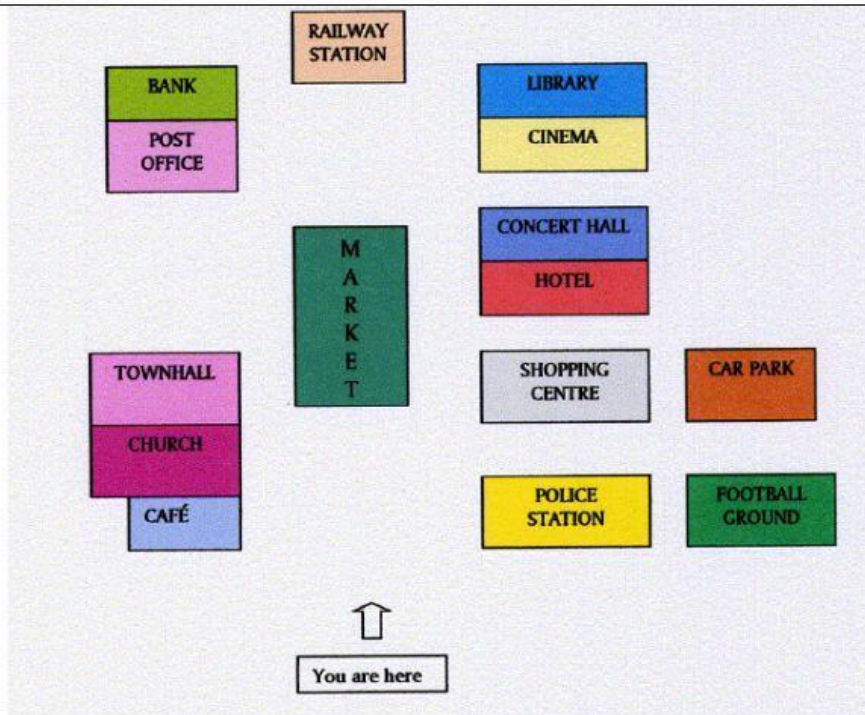 RAILWAY
STATION
BANK
LIBRARY
POST
OFFICE
CINEMA
M
A
R
K
E
T
CONCERT HALL
HOTEL
TOWNHALL
SHOPPING
CENTRE
CAR PARK
CHURCH
CAFÉ
POLICE
STATION
FOOTBALL
GROUND
You are here